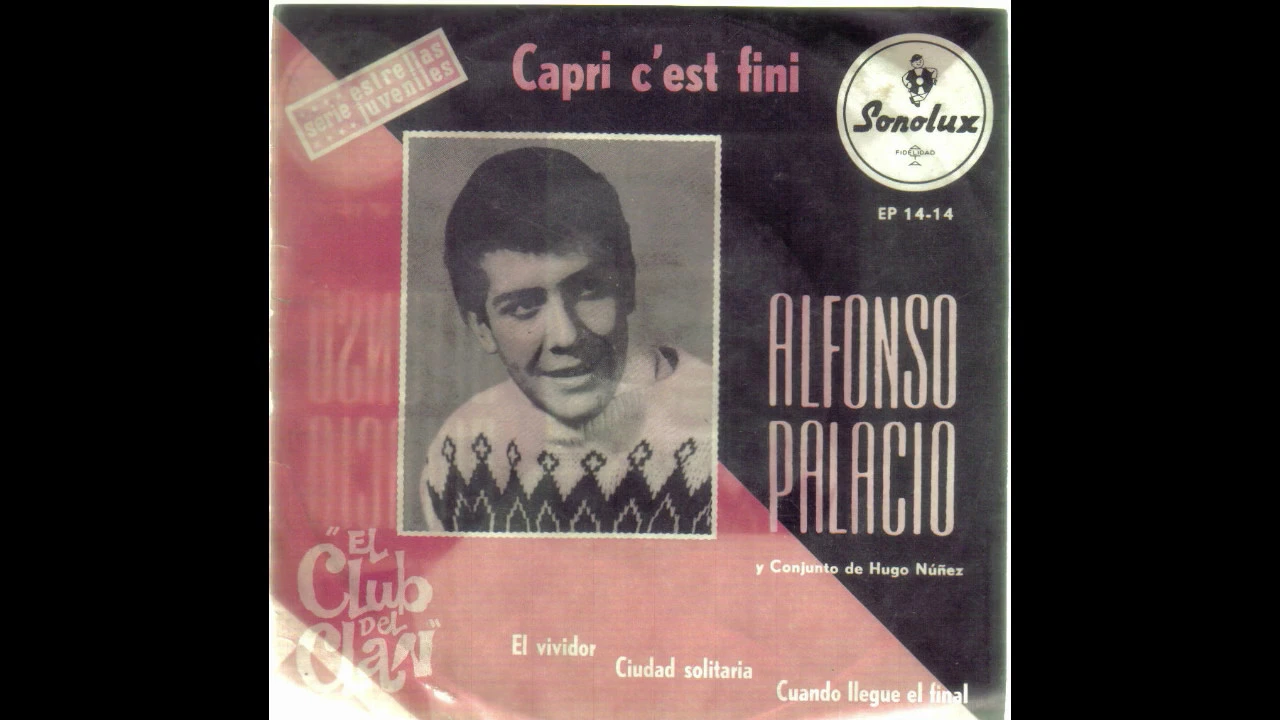 serie estrellas
juveniles
Capri c'est fini
Sonolux
FIDELIDAD
EP 14-14
ALFONSO
PALACIO
y Conjunto de Hugo Núñez
"EL
Club
DEL
Clan"
El vividor
Ciudad solitaria
Cuando llegue el final